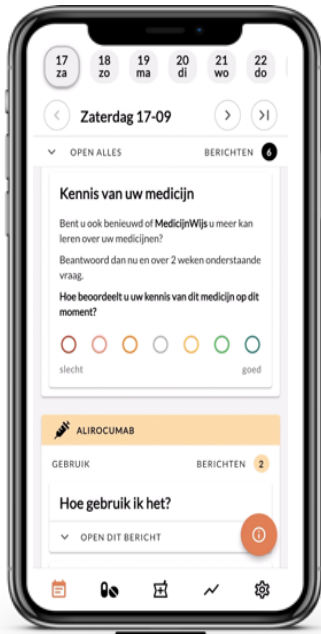 17 18 19 20 21 22
za zo ma di wo do
Zaterdag 17-09
OPEN ALLES BERICHTEN 6
Kennis van uw medicijn
Bent u ook benieuwd of MedicijnWijs u meer kan
leren over uw medicijnen?
Beantwoord dan nu en over 2 weken onderstaande
vraag.
Hoe beoordeelt u uw kennis van dit medicijn op dit
moment?
slecht goed
ALIROCUMAB
GEBRUIK BERICHTEN 2
Hoe gebruik ik het?
OPEN DIT BERICHT